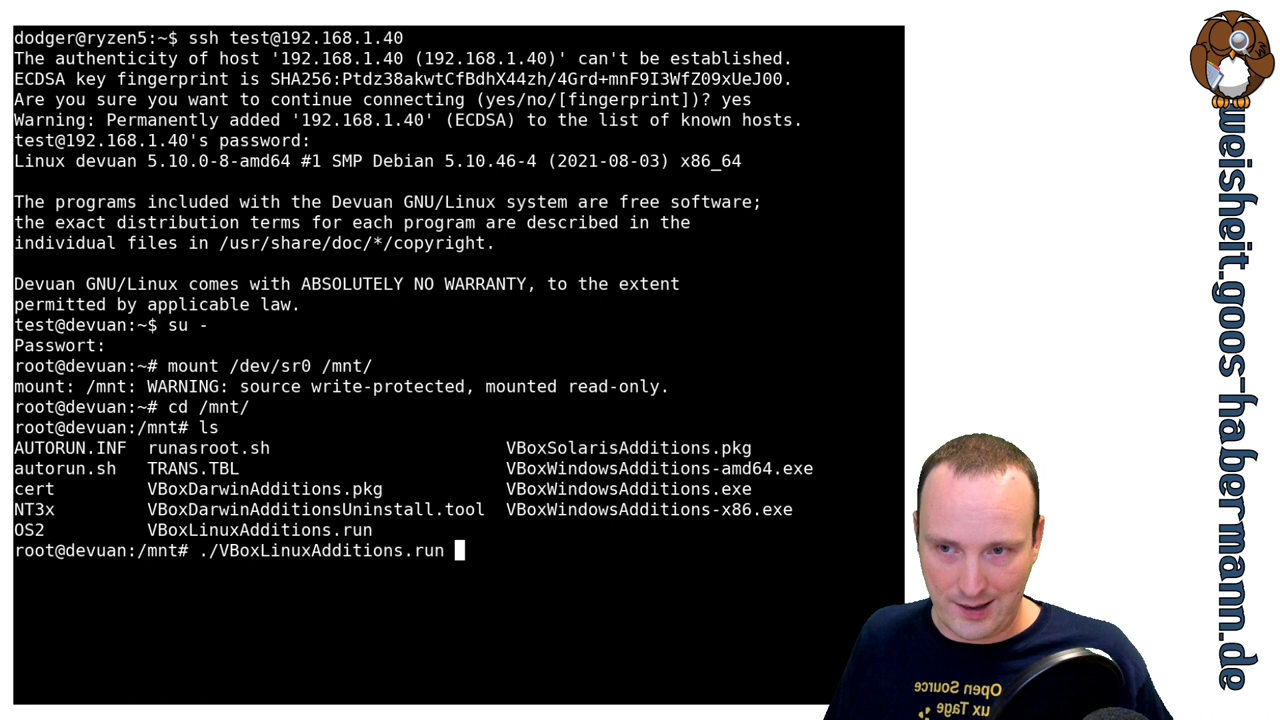 dodger@ryzen5:~$ ssh test@192.168.1.40
The authenticity of host '192.168.1.40 (192.168.1.40)' can't be established.
ECDSA key fingerprint is SHA256:Ptdz38akwtCfBdhX44zh/4Grd+mnF9I3WfZ09xUeJ00.
Are you sure you want to continue connecting (yes/no/[fingerprint])? yes
Warning: Permanently added '192.168.1.40' (ECDSA) to the list of known hosts.
test@192.168.1.40's password:
Linux devuan 5.10.0-8-amd64 #1 SMP Debian 5.10.46-4 (2021-08-03) x86_64
The programs included with the Devuan GNU/Linux system are free software;
the exact distribution terms for each program are described in the
individual files in /usr/share/doc/*/copyright.
Devuan GNU/Linux comes with ABSOLUTELY NO WARRANTY, to the extent
permitted by applicable law.
test@devuan:~$ su -
Passwort:
root@devuan:~# mount /dev/sr0 /mnt/
mount: /mnt: WARNING: source write-protected, mounted read-only.
root@devuan:~# cd /mnt/
root@devuan:/mnt# ls
AUTORUN.INF runasroot.sh VBoxSolarisAdditions.pkg
autorun.sh TRANS.TBL VBoxWindowsAdditions-amd64.exe
cert VBoxDarwinAdditions.pkg VBoxWindowsAdditions.exe
NT3x VBoxDarwinAdditionsUninstall.tool VBoxWindowsAdditions-x86.exe
OS2 VBoxLinuxAdditions.run
root@devuan:/mnt# ./VBoxLinuxAdditions.run
weisheit.goos-habermann.de
Open Source
ux Tage